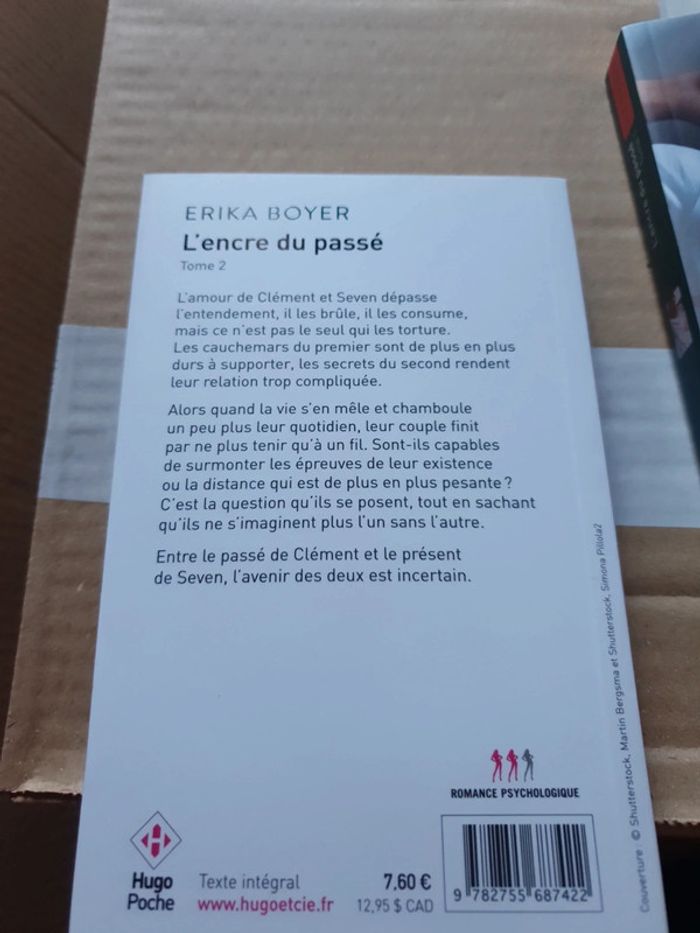 ERIKA BOYER
L'encre du passé
Tome 2
L'amour de Clément et Seven dépasse
l'entendement, il les brûle, il les consume,
mais ce n'est pas le seul qui les torture.
Les cauchemars du premier sont de plus en plus
durs à supporter, les secrets du second rendent
leur relation trop compliquée.
Alors quand la vie s'en mêle et chamboule
un peu plus leur quotidien, leur couple finit
par ne plus tenir qu'à un fil. Sont-ils capables
de surmonter les épreuves de leur existence
ou la distance qui est de plus en plus pesante ?
C'est la question qu'ils se posent, tout en sachant
qu'ils ne s'imaginent plus l'un sans l'autre.
Entre le passé de Clément et le présent
de Seven, l'avenir des deux est incertain.
Couverture : © Shutterstock, Martin Bergsma et Shutterstock, Simona Pillola2
ROMANCE PSYCHOLOGIQUE
H
Hugo
Poche
Texte intégral
www.hugoetcie.fr
7,60 €
12,95 $ CAD
9 782755 687422